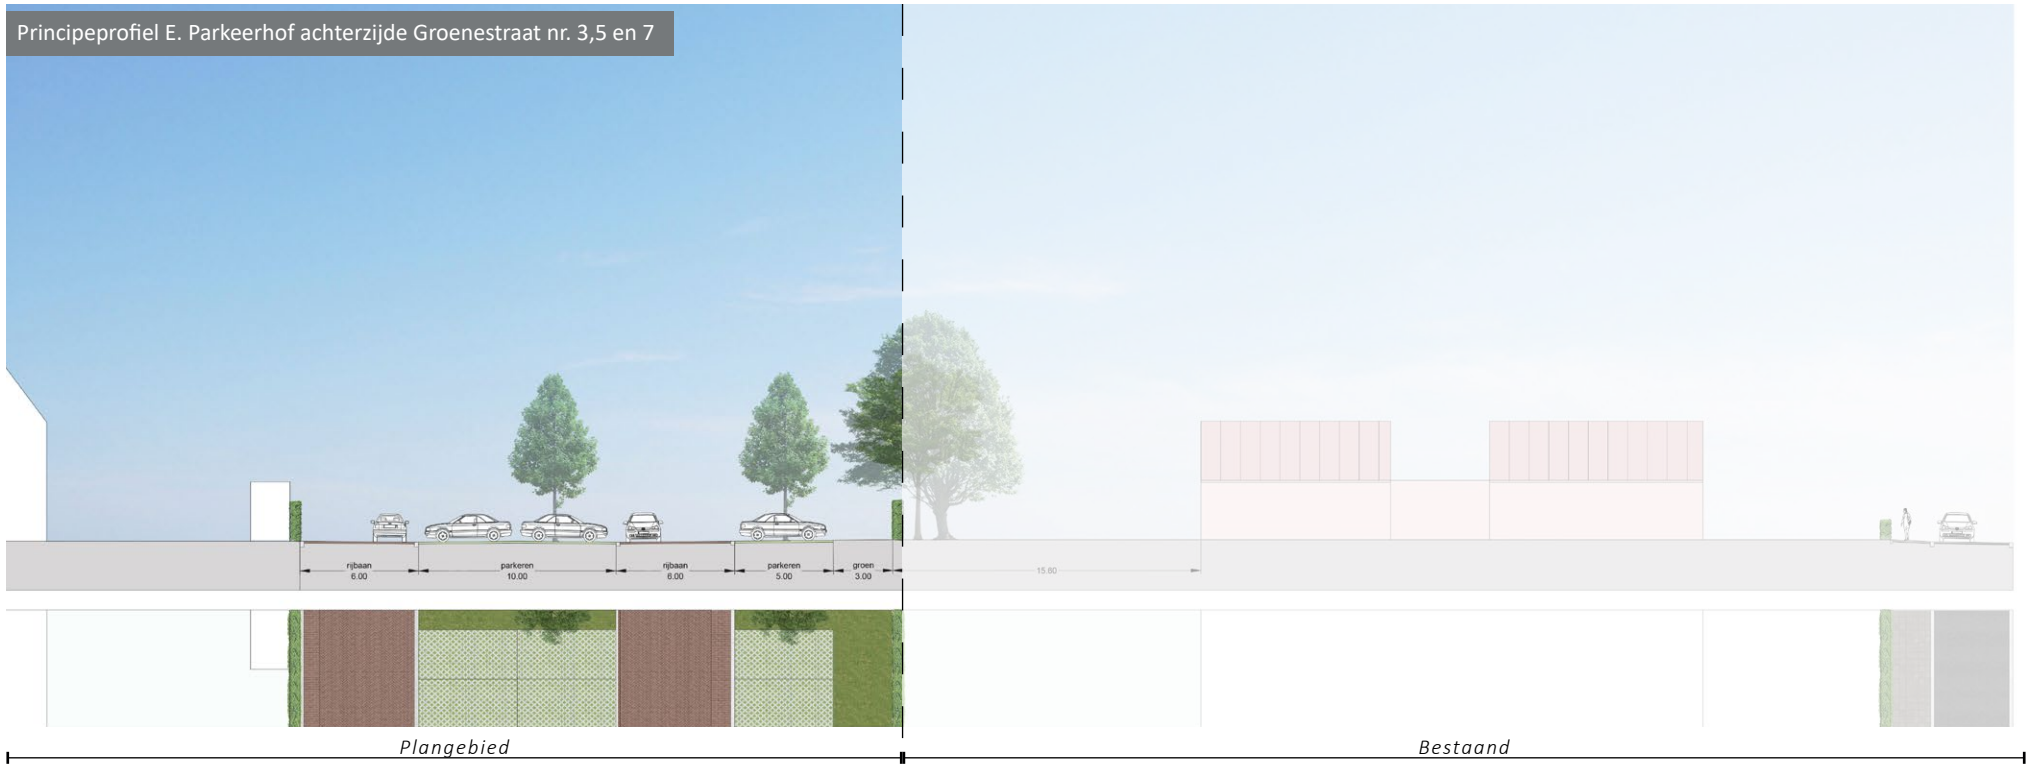 Principeprofiel E. Parkeerhof achterzijde Groenestraat nr. 3,5 en 7
rijbaan
6.00
parkeren
10.00
rijbaan
6.00
parkeren
5.00
groen
3.00
15.80
Plangebied
Bestaand